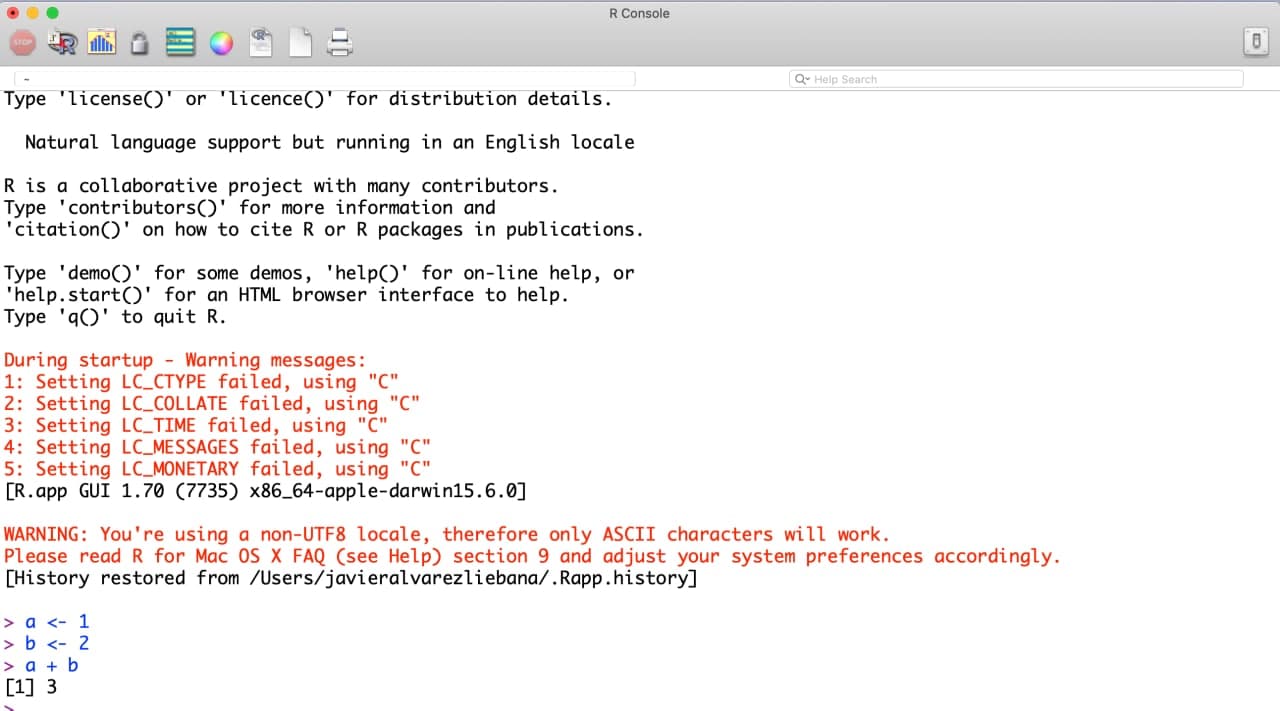 R Console
STOP
~
Help Search
Type 'license()' or 'licence()' for distribution details.
Natural language support but running in an English locale
R is a collaborative project with many contributors.
Type 'contributors()' for more information and
'citation()' on how to cite R or R packages in publications.
Type 'demo()' for some demos, 'help()' for on-line help, or
'help.start()' for an HTML browser interface to help.
Type 'q()' to quit R.
During startup - Warning messages:
1: Setting LC_CTYPE failed, using "C"
2: Setting LC_COLLATE failed, using "C"
3: Setting LC_TIME failed, using "C"
4: Setting LC_MESSAGES failed, using "C"
5: Setting LC_MONETARY failed, using "C"
[R.app GUI 1.70 (7735) x86_64-apple-darwin15.6.0]
WARNING: You're using a non-UTF8 locale, therefore only ASCII characters will work.
Please read R for Mac OS X FAQ (see Help) section 9 and adjust your system preferences accordingly.
[History restored from /Users/javieralvarezliebana/.Rapp.history]
> a <- 1
> b <- 2
> a + b
[1] 3
>